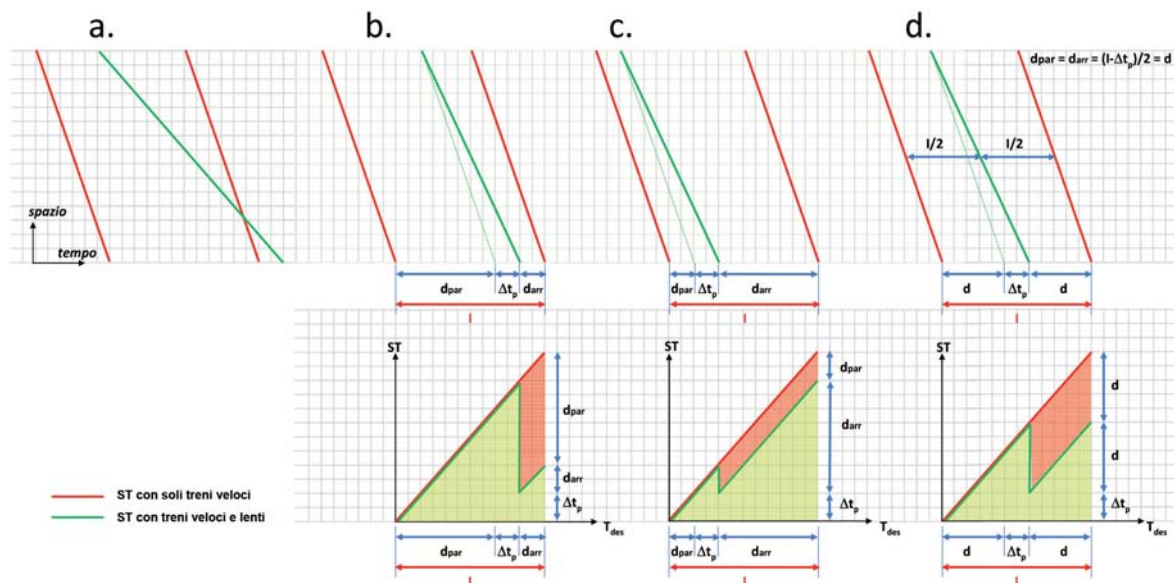 a.
b.
c.
d.
dpar = darr = (I-Δtp)/2 = d
I/2
I/2
spazio
tempo
dpar
Δtp
darr
I
dpar
Δtp
darr
I
d
Δtp
d
I
ST
dpar
darr
Δtp
Tdes
dpar
Δtp
darr
I
ST
dpar
darr
Δtp
Tdes
dpar
Δtp
darr
I
ST
d
d
Δtp
Tdes
d
Δtp
d
I
ST con soli treni veloci
ST con treni veloci e lenti